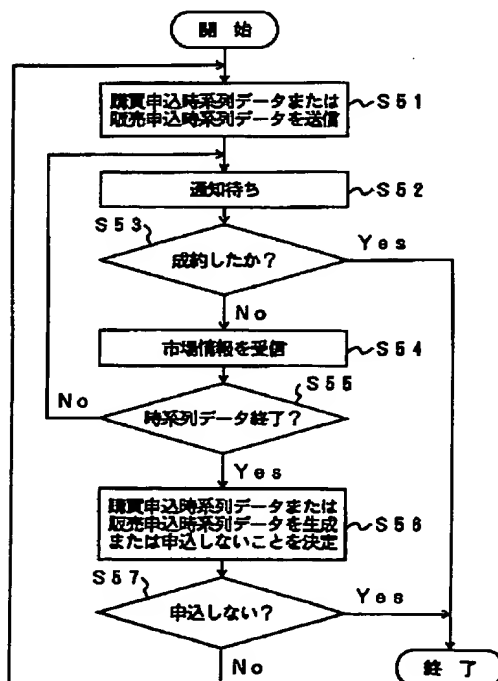 開始
購買申込時系列データまたは
販売申込時系列データを送信
S51
通知待ち
S52
S53
成約したか？
Yes
No
市場情報を受信
S54
S55
時系列データ終了？
No
Yes
購買申込時系列データまたは
販売申込時系列データを生成
または申込しないことを決定
S56
S57
申込しない？
Yes
No
終了